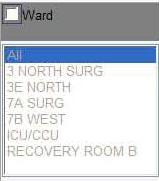 Ward
All
3 NORTH SURG
3E NORTH
7A SURG
7B WEST
ICU/CCU
RECOVERY ROOM B